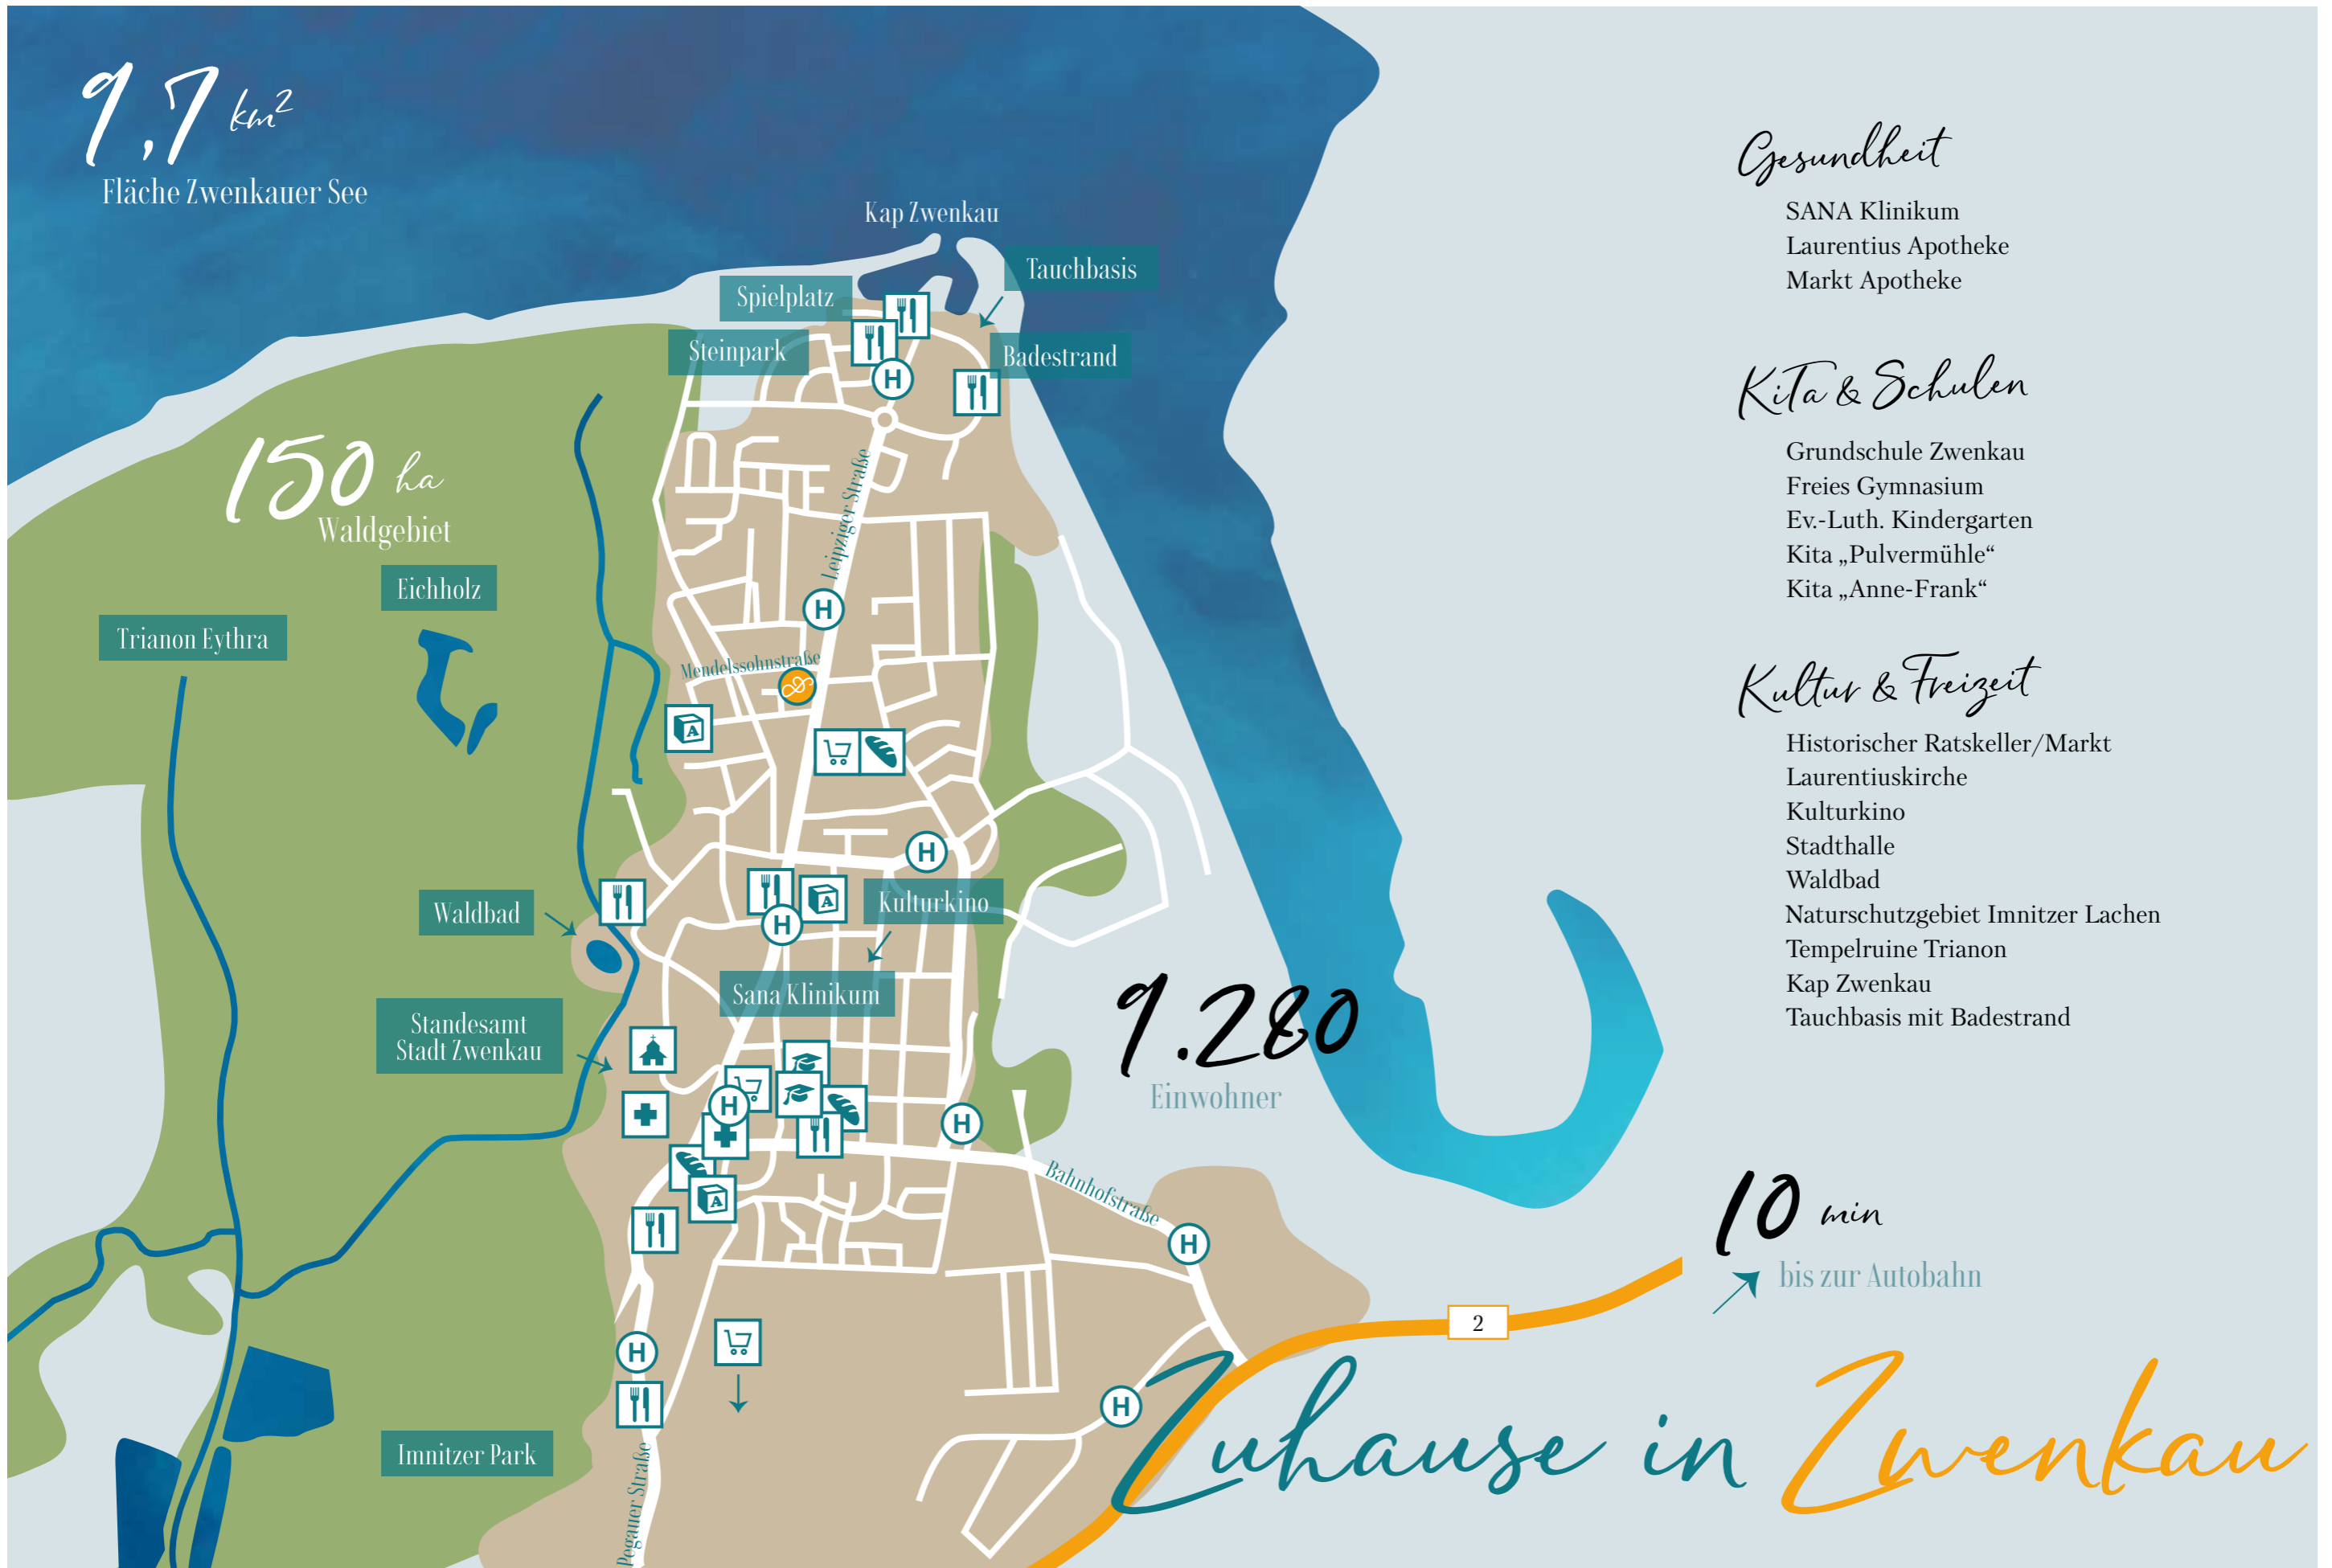 9,7 km²
Fläche Zwenkauer See
Kap Zwenkau
Tauchbasis
Spielplatz
Steinpark
Badestrand
H
150 ha
Waldgebiet
Leipziger Straße
Eichholz
H
Trianon Eythra
Mendelssohnstraße
A
H
Waldbad
A
Kulturkino
H
Sana Klinikum
Standesamt
Stadt Zwenkau
9.280
Einwohner
H
H
A
Bahnhofstraße
H
H
2
H
Imnitzer Park
Pegauer Straße
Gesundheit
SANA Klinikum
Laurentius Apotheke
Markt Apotheke
KiTa & Schulen
Grundschule Zwenkau
Freies Gymnasium
Ev.-Luth. Kindergarten
Kita „Pulvermühle“
Kita „Anne-Frank“
Kultur & Freizeit
Historischer Ratskeller/Markt
Laurentiuskirche
Kulturkino
Stadthalle
Waldbad
Naturschutzgebiet Imnitzer Lachen
Tempelruine Trianon
Kap Zwenkau
Tauchbasis mit Badestrand
10 min
bis zur Autobahn
Zuhause in Zwenkau